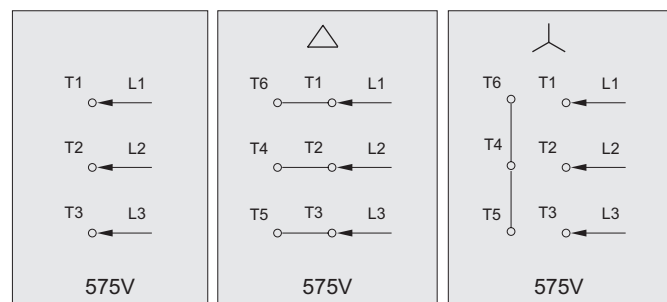 T1 L1
T2 L2
T3 L3
575V
T6 T1 L1
T4 T2 L2
T5 T3 L3
575V
T6 T1 L1
T4 T2 L2
T5 T3 L3
575V